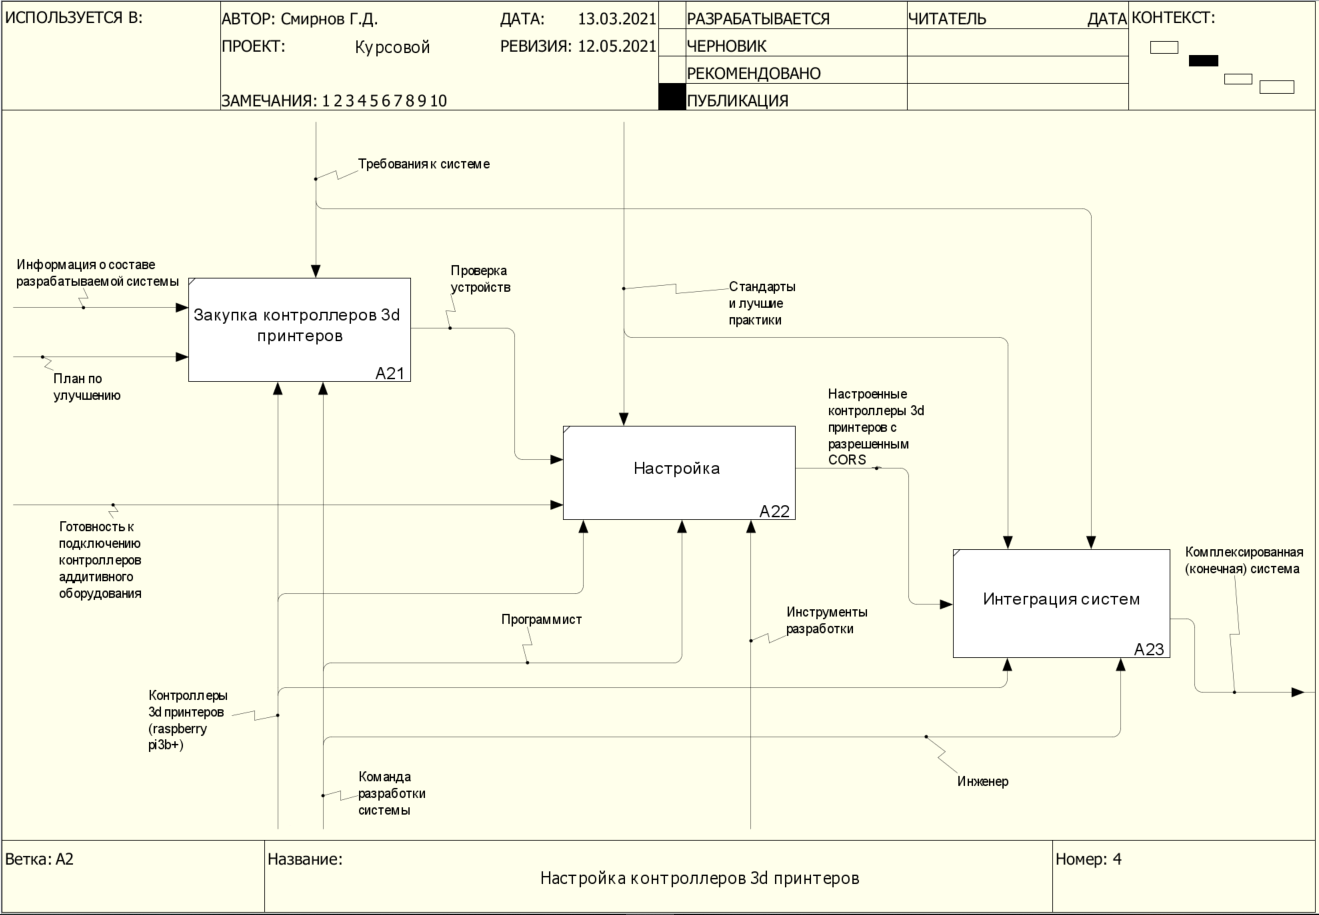 ИСПОЛЬЗУЕТСЯ В:
АВТОР: Смирнов Г.Д.
ДАТА: 13.03.2021
ПРОЕКТ: Курсовой
РЕВИЗИЯ: 12.05.2021
ЗАМЕЧАНИЯ: 1 2 3 4 5 6 7 8 9 10
РАЗРАБАТЫВАЕТСЯ
ЧЕРНОВИК
РЕКОМЕНДОВАНО
ПУБЛИКАЦИЯ
ЧИТАТЕЛЬ
ДАТА
КОНТЕКСТ:
Требования к системе
Информация о составе
разрабатываемой системы
Проверка
устройств
Стандарты
и лучшие
практики
Закупка контроллеров 3d
принтеров
A21
План по
улучшению
Настроенные
контроллеры 3d
принтеров с
разрешенным
CORS
Настройка
A22
Готовность к
подключению
контроллеров
аддитивного
оборудования
Комплексированная
(конечная) система
Интеграция систем
A23
Программист
Инструменты
разработки
Контроллеры
3d принтеров
(raspberry
pi3b+)
Команда
разработки
системы
Инженер
Ветка: A2
Название:
Настройка контроллеров 3d принтеров
Номер: 4